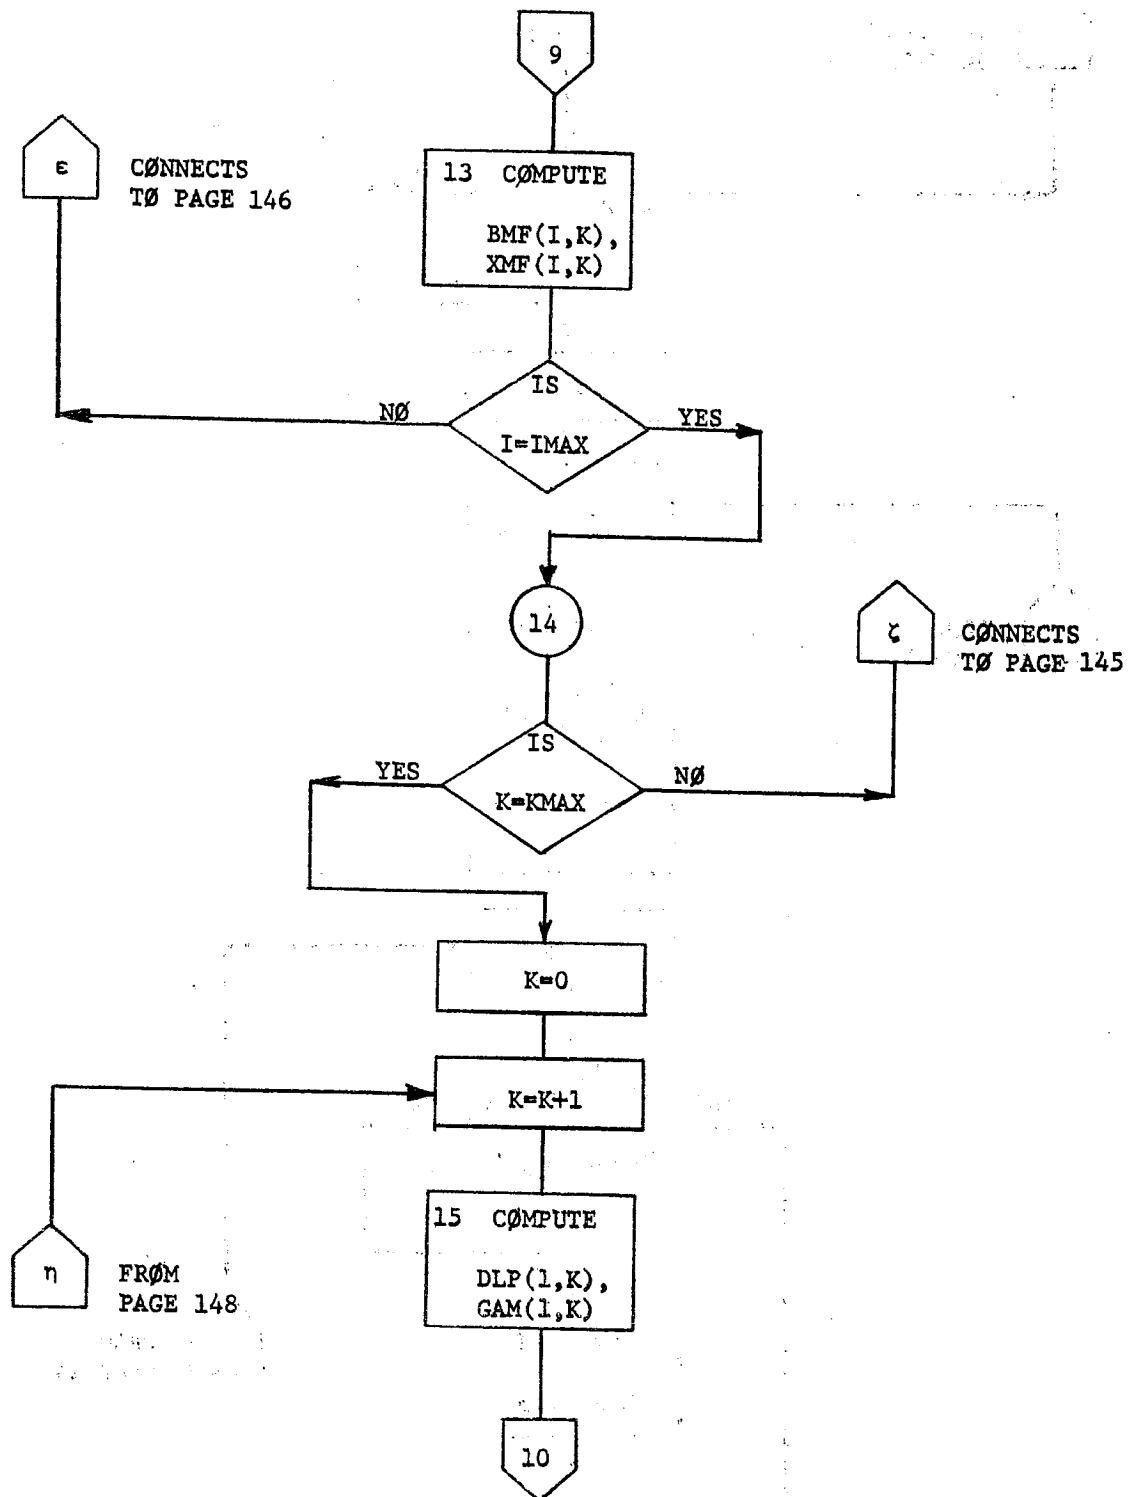 9
ε
CØNNECTS
TØ PAGE 146
13 CØMPUTE
BMF(I,K),
XMF(I,K)
IS
I=IMAX
NØ
YES
14
ζ
CØNNECTS
TØ PAGE 145
IS
K=KMAX
YES
NØ
K=0
K=K+1
15 CØMPUTE
DLP(1,K),
GAM(1,K)
η
FRØM
PAGE 148
10